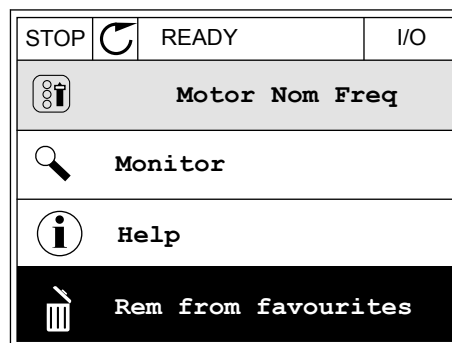 STOP READY I/O
Motor Nom Freq
Monitor
Help
Rem from favourites